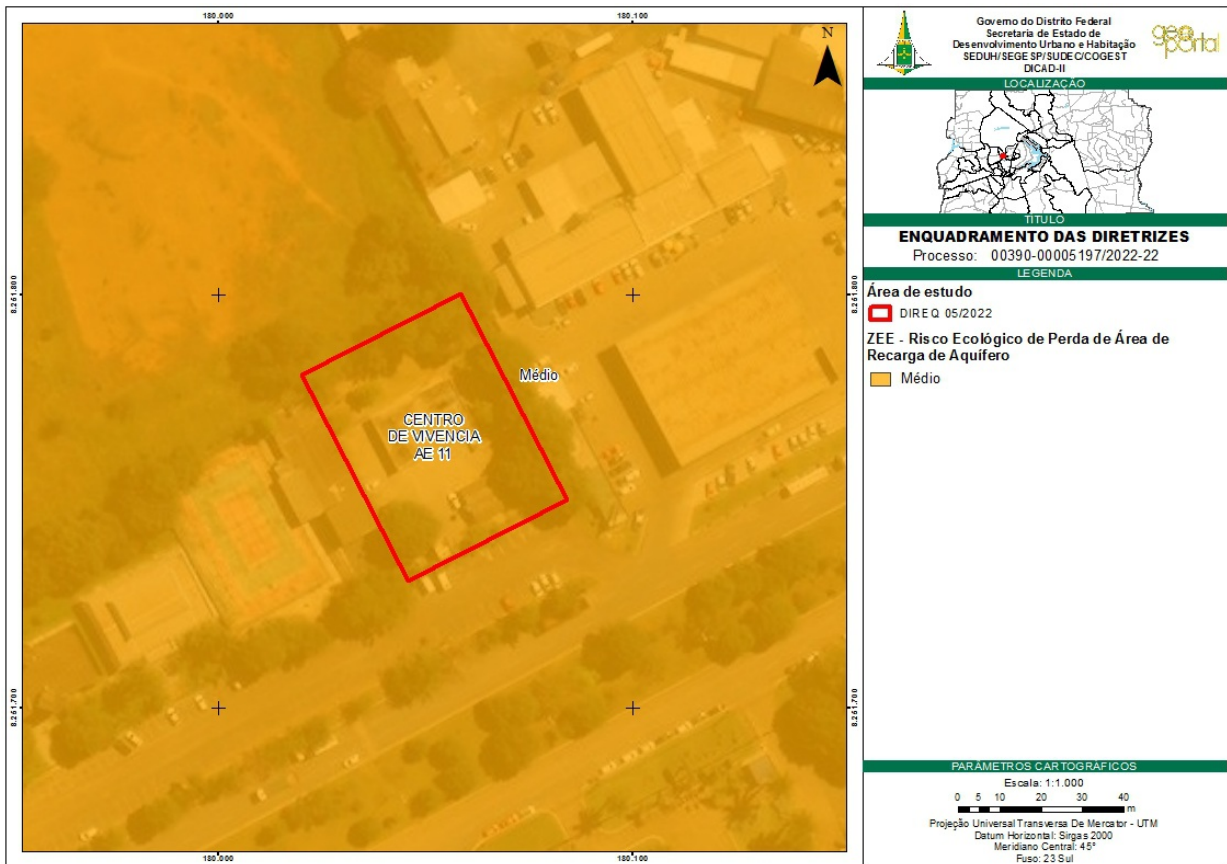 180.000
180.100
N
8.261.800
8.261.800
Médio
CENTRO
DE VIVENCIA
AE 11
8.261.700
8.261.700
180.000
180.100
Governo do Distrito Federal
Secretaria de Estado de
Desenvolvimento Urbano e Habitação
SEDUH/SEGESP/SUDEC/COGEST
DICAD-II
geo
portal
LOCALIZAÇÃO
TÍTULO
ENQUADRAMENTO DAS DIRETRIZES
Processo: 00390-00005197/2022-22
LEGENDA
Área de estudo
DIREQ 05/2022
ZEE - Risco Ecológico de Perda de Área de
Recarga de Aquífero
Médio
PARÂMETROS CARTOGRÁFICOS
Escala: 1:1.000
0 5 10 20 30 40
m
Projeção Universal Transversa De Mercator - UTM
Datum Horizontal: Sirgas 2000
Meridiano Central: 45º
Fuso: 23 Sul